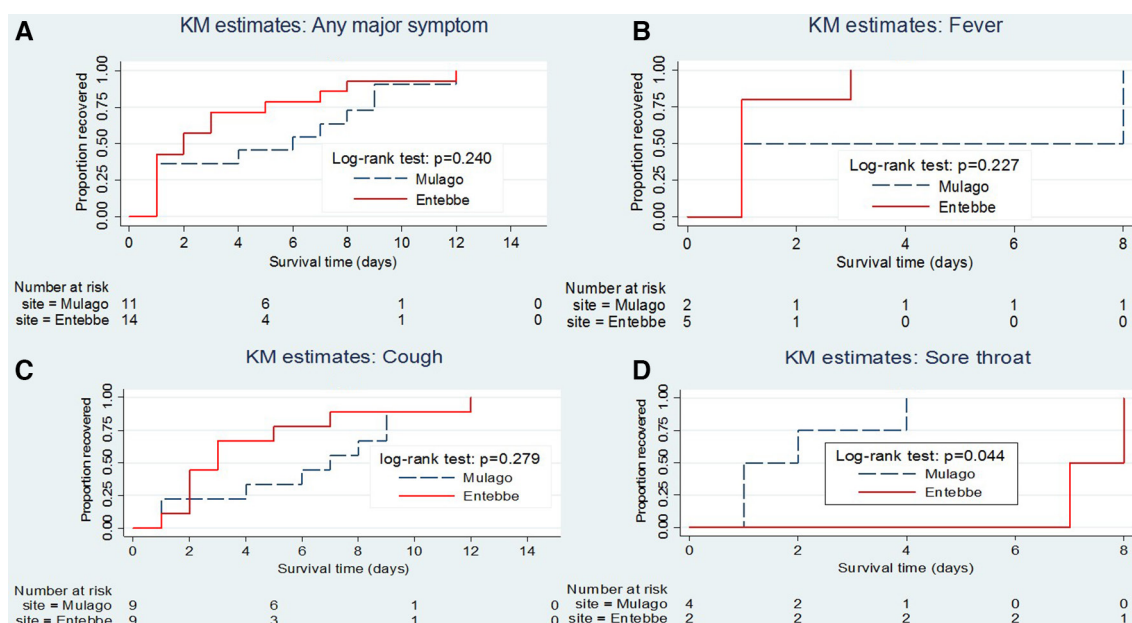 A
KM estimates: Any major symptom
Proportion recovered
0.00 0.25 0.50 0.75 1.00
Log-rank test: p=0.240
Mulago
Entebbe
0 2 4 6 8 10 12 14
Survival time (days)
Number at risk
site = Mulago 11 6 1 0
site = Entebbe 14 4 1 0
B
KM estimates: Fever
Proportion recovered
0.00 0.25 0.50 0.75 1.00
Log-rank test: p=0.227
Mulago
Entebbe
0 2 4 6 8
Survival time (days)
Number at risk
site = Mulago 2 1 1 1 1
site = Entebbe 5 1 0 0 0
C
KM estimates: Cough
Proportion recovered
0.00 0.25 0.50 0.75 1.00
log-rank test: p=0.279
Mulago
Entebbe
0 2 4 6 8 10 12 14
Survival time (days)
Number at risk
site = Mulago 9 6 1 0
site = Entebbe 9 3 1 0
D
KM estimates: Sore throat
Proportion recovered
0.00 0.25 0.50 0.75 1.00
Log-rank test: p=0.044
Mulago
Entebbe
0 2 4 6 8
Survival time (days)
Number at risk
site = Mulago 4 2 1 0 0
site = Entebbe 2 2 2 2 1